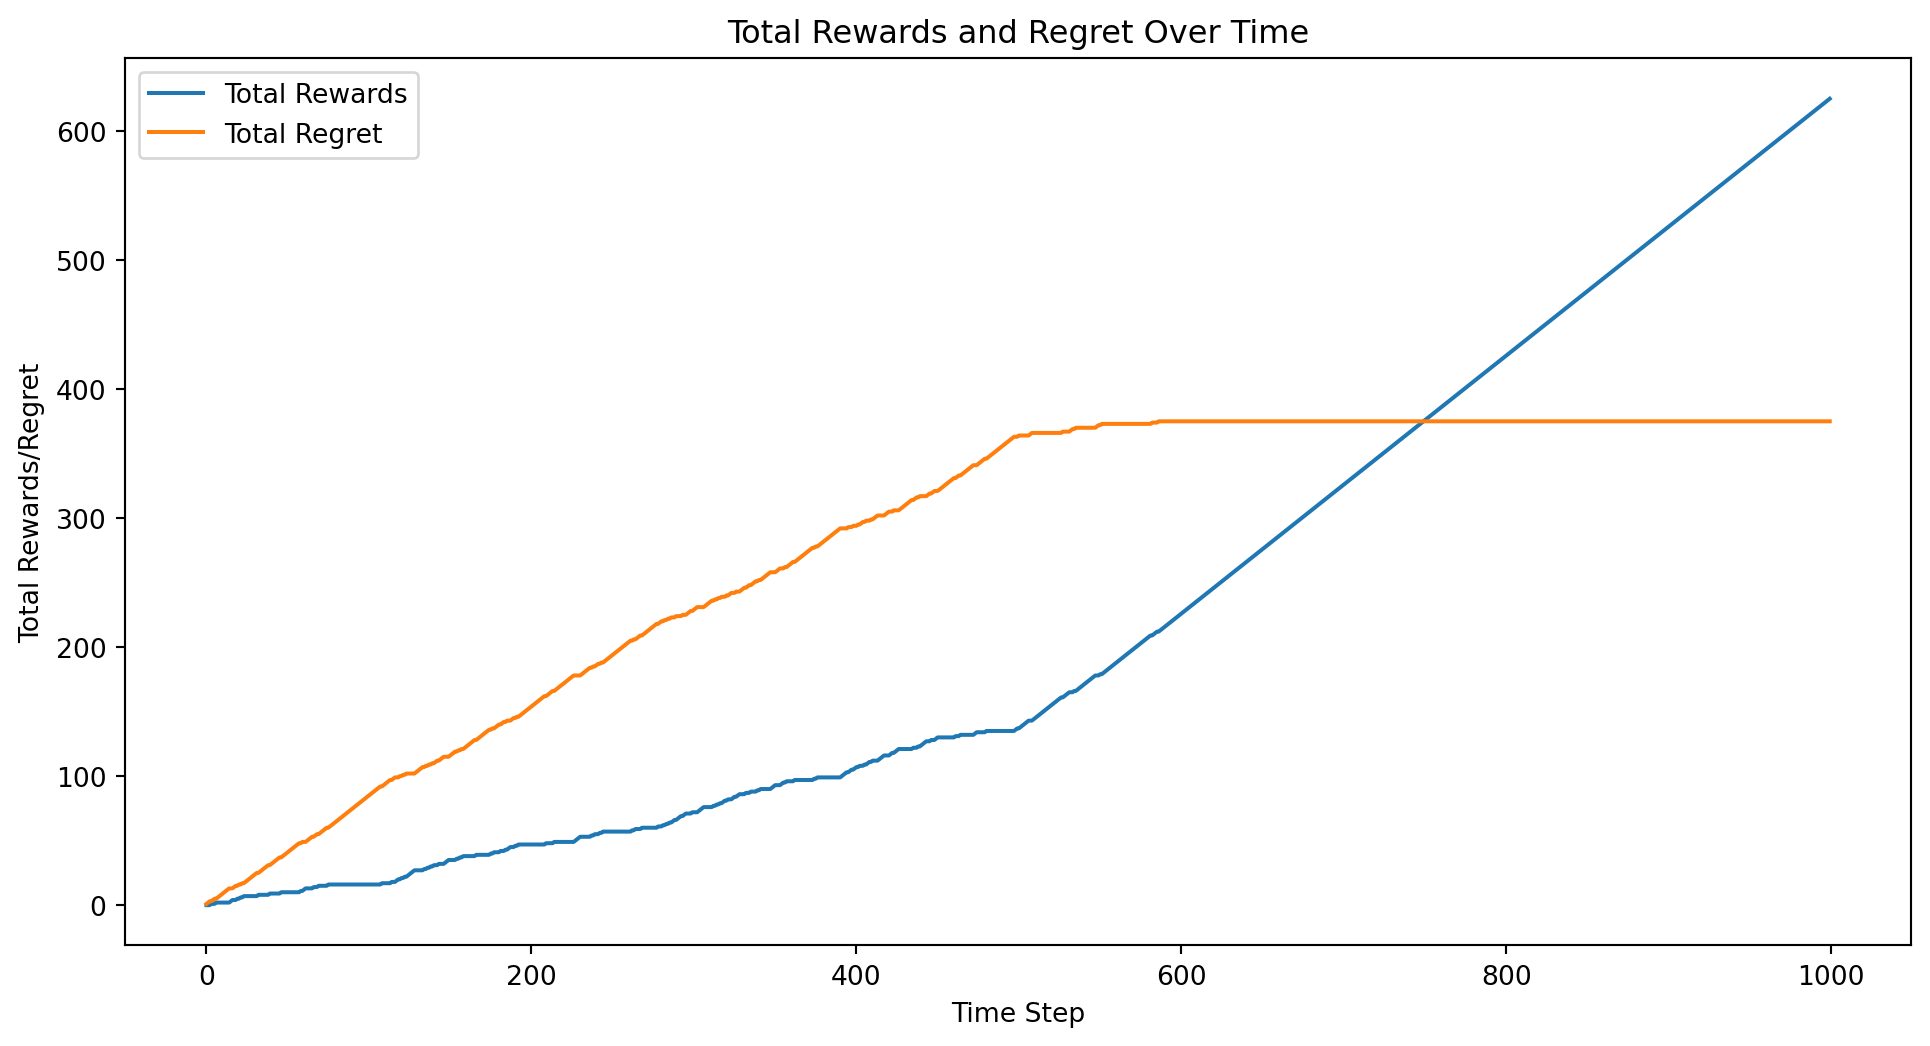 Total Rewards and Regret Over Time
Total Rewards
Total Regret
Total Rewards/Regret
600
500
400
300
200
100
0
0 200 400 600 800 1000
Time Step